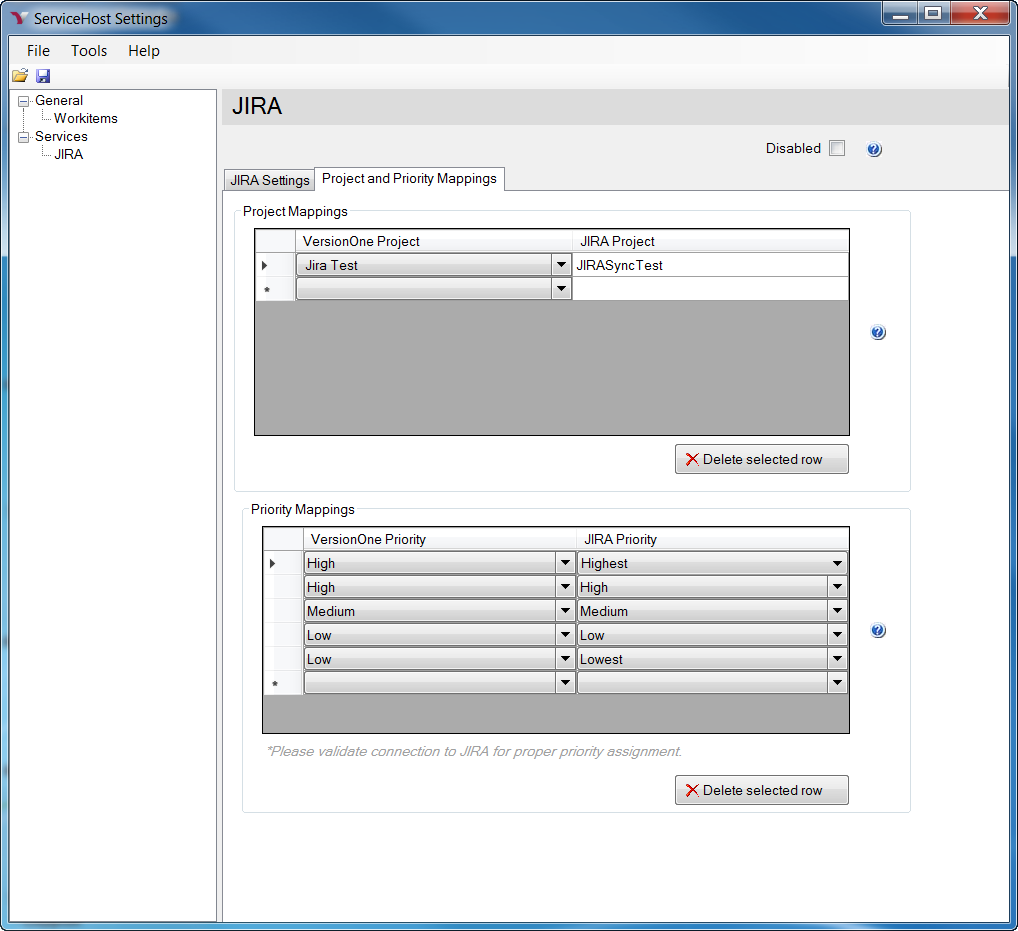 ServiceHost Settings
File Tools Help
General
Workitems
Services
JIRA
JIRA
Disabled
JIRA Settings Project and Priority Mappings
Project Mappings
VersionOne Project JIRA Project
Jira Test JIRASyncTest
*
Delete selected row
Priority Mappings
VersionOne Priority JIRA Priority
High Highest
High High
Medium Medium
Low Low
Low Lowest
*
*Please validate connection to JIRA for proper priority assignment.
Delete selected row